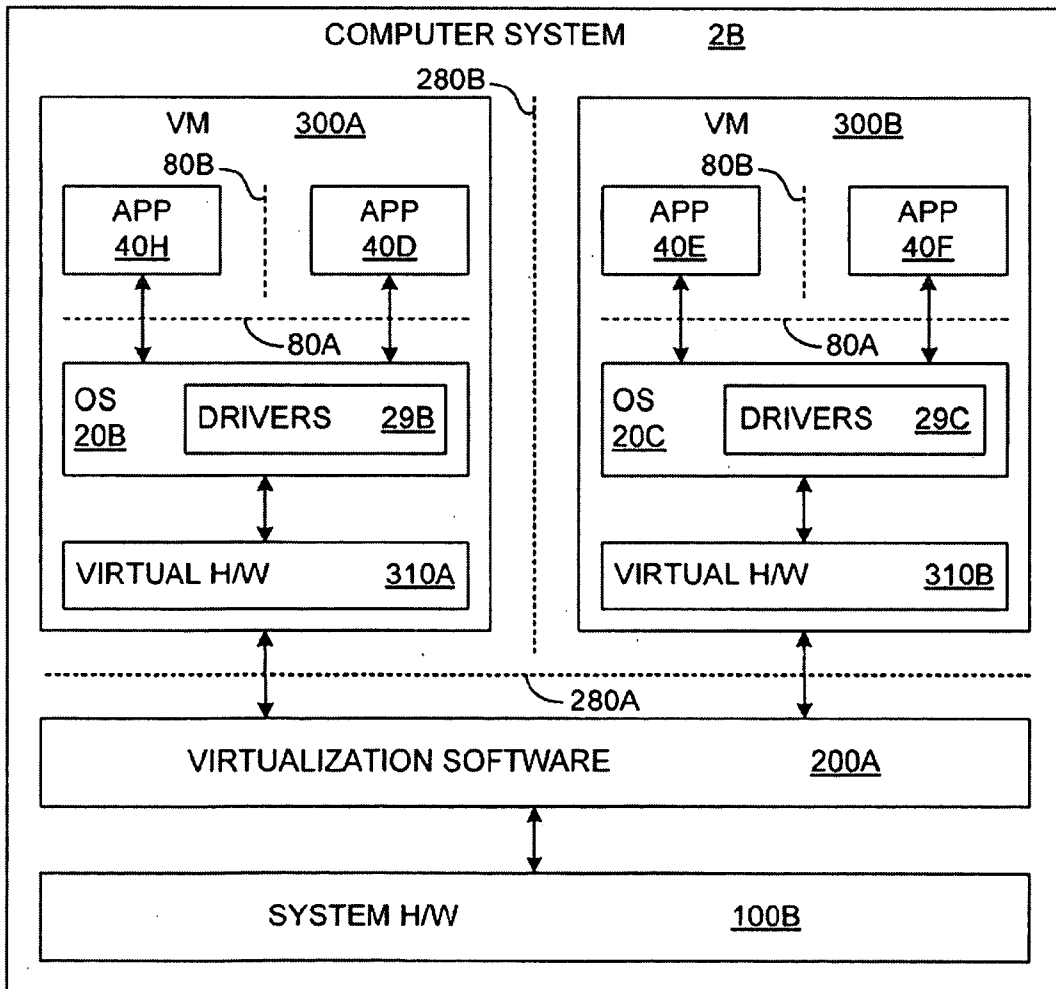 COMPUTER SYSTEM 2B
280B
VM 300A
80B
APP
40H
APP
40D
80A
OS
20B
DRIVERS 29B
VIRTUAL H/W 310A
VM 300B
80B
APP
40E
APP
40F
80A
OS
20C
DRIVERS 29C
VIRTUAL H/W 310B
280A
VIRTUALIZATION SOFTWARE 200A
SYSTEM H/W 100B